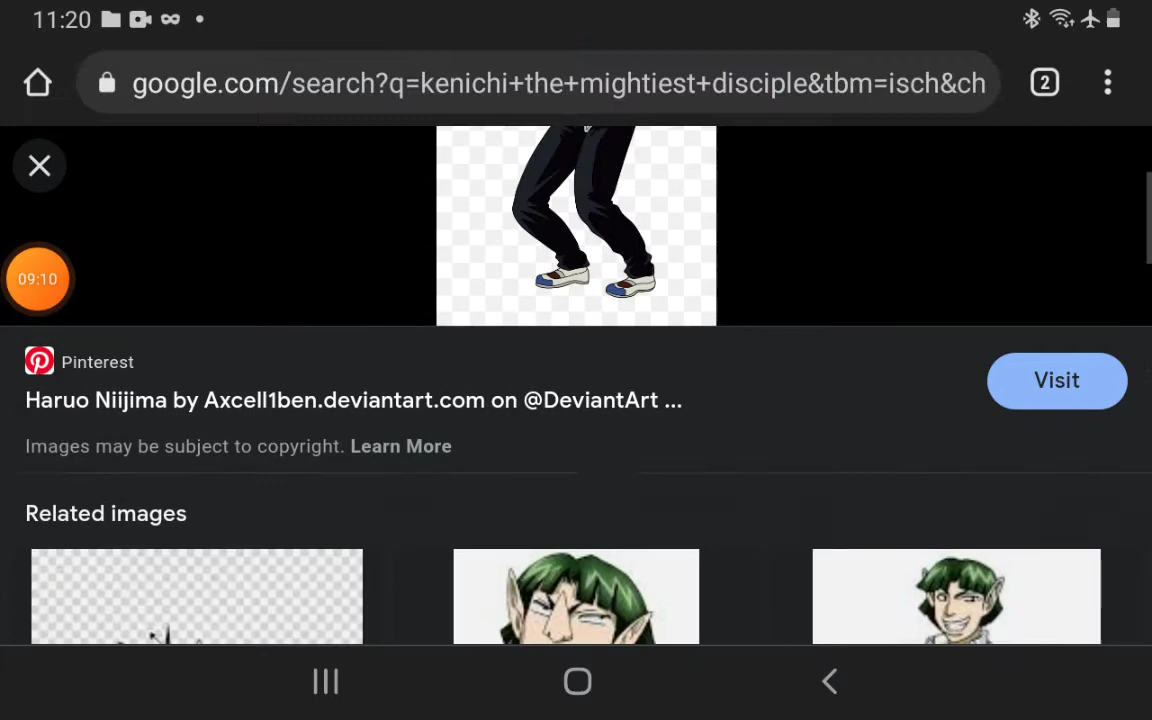 11:20
google.com/search?q=kenichi+the+mightiest+disciple&tbm=isch&ch
2
09:10
Pinterest
Haruo Niijima by Axcell1ben.deviantart.com on @DeviantArt ...
Visit
Images may be subject to copyright. Learn More
Related images